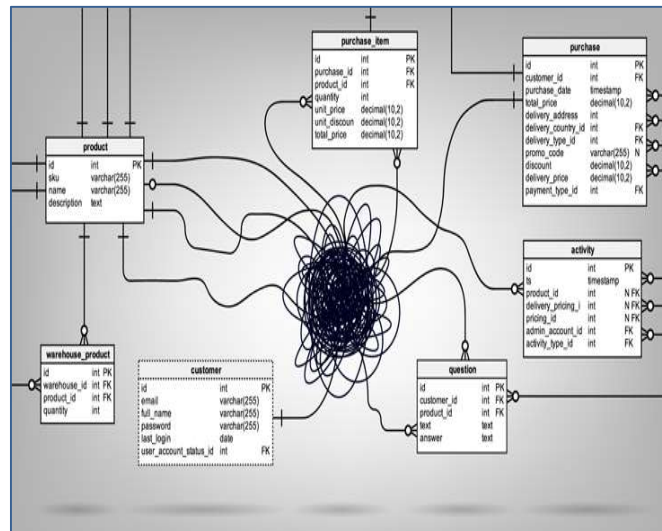 purchase_item
id int PK
purchase_id int FK
product_id int FK
quantity int
unit_price decimal(10,2)
unit_discoun decimal(10,2)
total_price decimal(10,2)
purchase
id int PK
customer_id int FK
purchase_date timestamp
total_price decimal(10,2)
delivery_address int
delivery_country_id int FK
delivery_type_id int FK
promo_code varchar(255) N
discount decimal(10,2)
delivery_price decimal(10,2)
payment_type_id int FK
product
id int PK
sku varchar(255)
name varchar(255)
description text
activity
id int PK
ts timestamp
product_id int N FK
delivery_pricing_i int N FK
pricing_id int N FK
admin_account_id int FK
activity_type_id int FK
warehouse_product
id int PK
warehouse_id int FK
product_id int FK
quantity int
customer
id int PK
email varchar(255)
full_name varchar(255)
password varchar(255)
last_login date
user_account_status_id int FK
question
id int PK
customer_id int FK
product_id int FK
text text
answer text